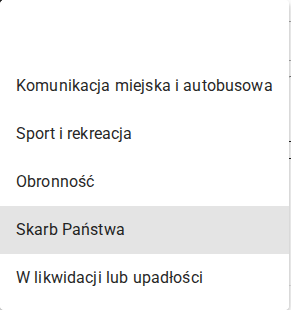 Komunikacja miejska i autobusowa
Sport i rekreacja
Obronność
Skarb Państwa
W likwidacji lub upadłości